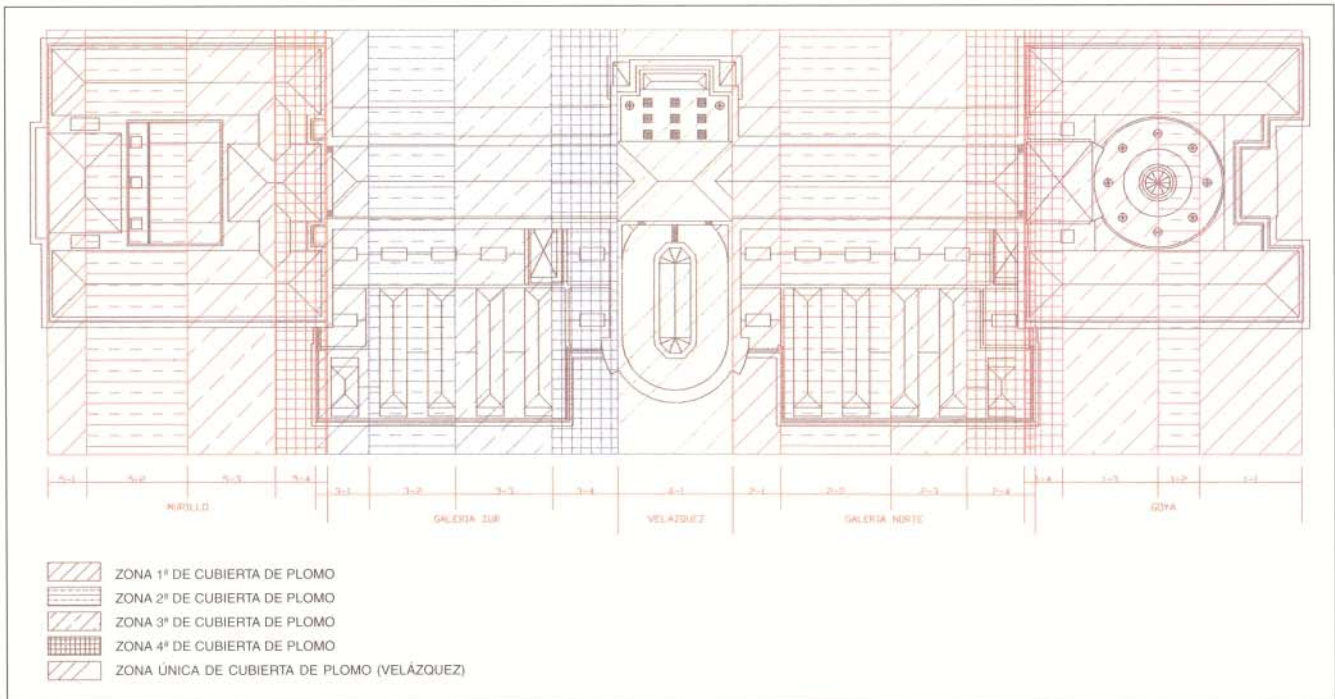 5-1 5-2 5-3 5-4 3-1 3-2 3-3 3-4 4-1 2-1 2-2 2-3 2-4 1-4 1-3 1-2 1-1
MURILLO GALERIA SUR VELAZQUEZ GALERIA NORTE GOYA
ZONA 1ª DE CUBIERTA DE PLOMO
ZONA 2ª DE CUBIERTA DE PLOMO
ZONA 3ª DE CUBIERTA DE PLOMO
ZONA 4ª DE CUBIERTA DE PLOMO
ZONA ÚNICA DE CUBIERTA DE PLOMO (VELÁZQUEZ)